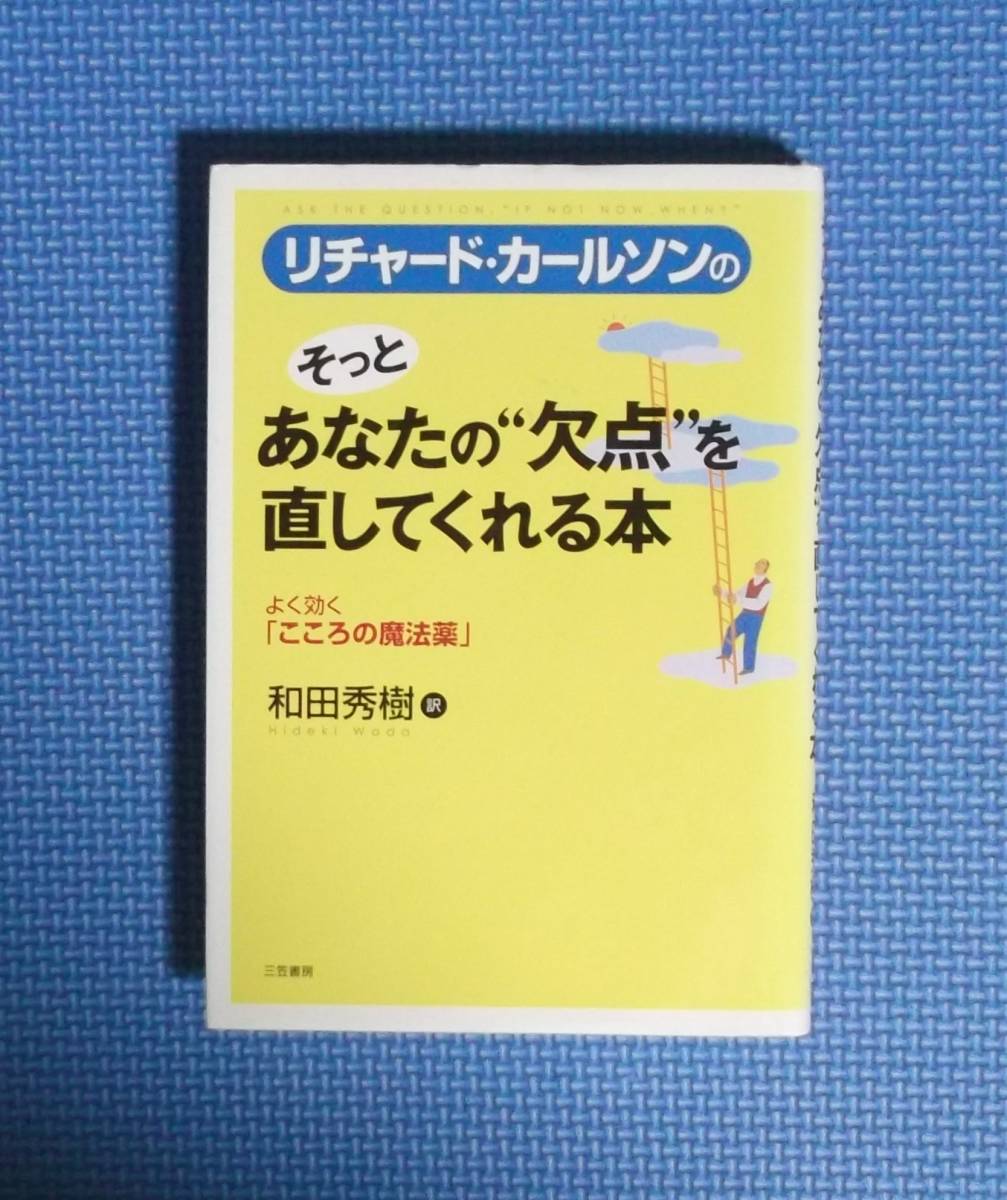 ASK THE QUESTION, "IF NOT NOW, WHEN?"
リチャード・カールソンの
そっと
あなたの“欠点”を
直してくれる本
よく効く
「こころの魔法薬」
和田秀樹 訳
Hideki Wada
三笠書房